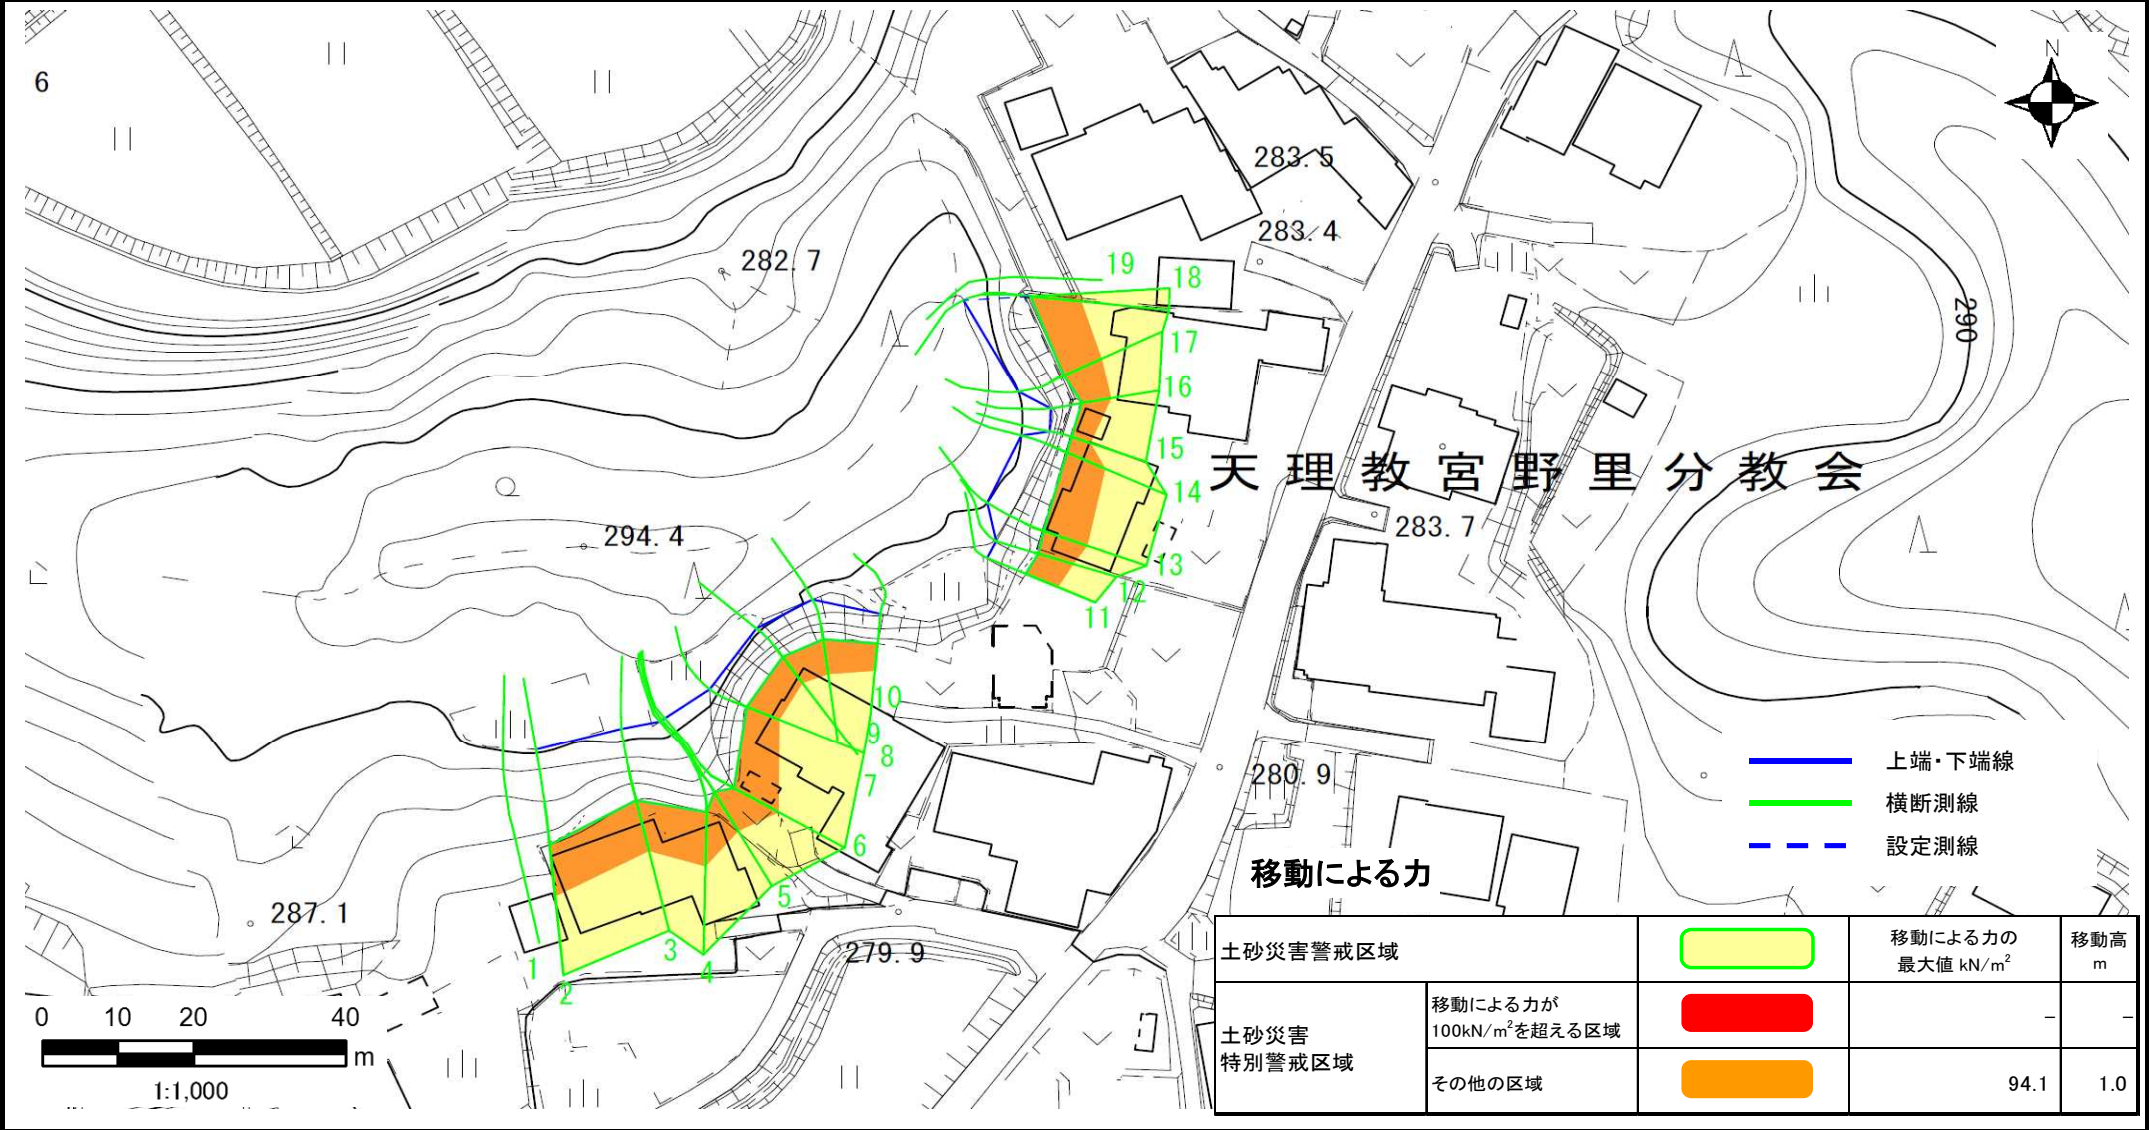 6
N
283.5
283.4
282.7
19
18
290
17
16
15
天理教宮野里分教会
14
294.4
283.7
13
12
11
10
9
8
7
280.9
6
5
287.1
3
4
279.9
1
2
上端・下端線
横断測線
設定測線
移動による力
土砂災害警戒区域
移動による力の
最大値 kN/m²
移動高
m
土砂災害
特別警戒区域
移動による力が
100kN/m²を超える区域
－
－
その他の区域
94.1
1.0
0 10 20 40
m
1:1,000